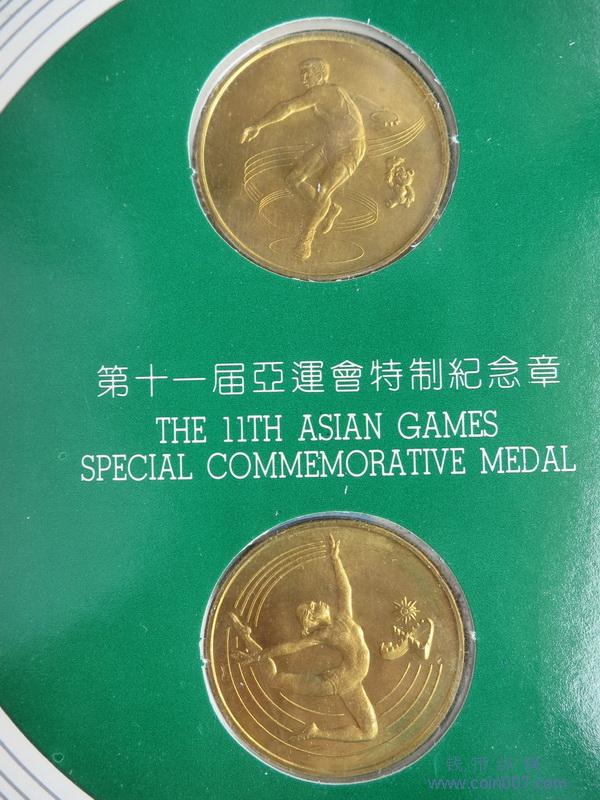 第十一届亞運會特制紀念章
THE 11TH ASIAN GAMES
SPECIAL COMMEMORATIVE MEDAL
www.coin007.com